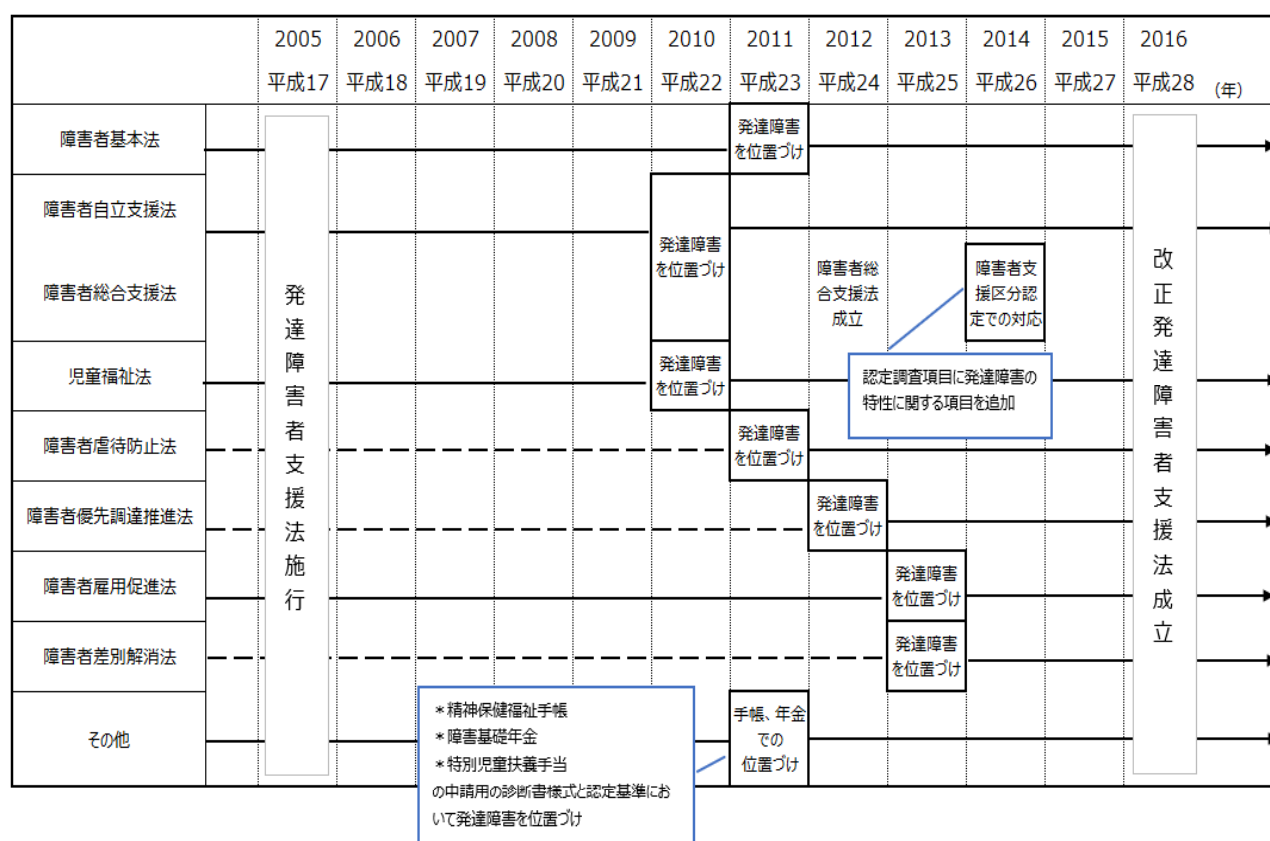 2005 2006 2007 2008 2009 2010 2011 2012 2013 2014 2015 2016
平成17 平成18 平成19 平成20 平成21 平成22 平成23 平成24 平成25 平成26 平成27 平成28 (年)
障害者基本法
発達障害
を位置づけ
障害者自立支援法
障害者総合支援法
発達障害
を位置づけ
障害者総
合支援法
成立
障害者支
援区分認
定での対応
認定調査項目に発達障害の
特性に関する項目を追加
児童福祉法
発達障害
を位置づけ
障害者虐待防止法
発達障害
を位置づけ
障害者優先調達推進法
発達障害
を位置づけ
障害者雇用促進法
発達障害
を位置づけ
障害者差別解消法
発達障害
を位置づけ
その他
*精神保健福祉手帳
*障害基礎年金
*特別児童扶養手当
の申請用の診断書様式と認定基準にお
いて発達障害を位置づけ
手帳、年金
での
位置づけ
発達障害者支援法施行
改正発達障害者支援法成立